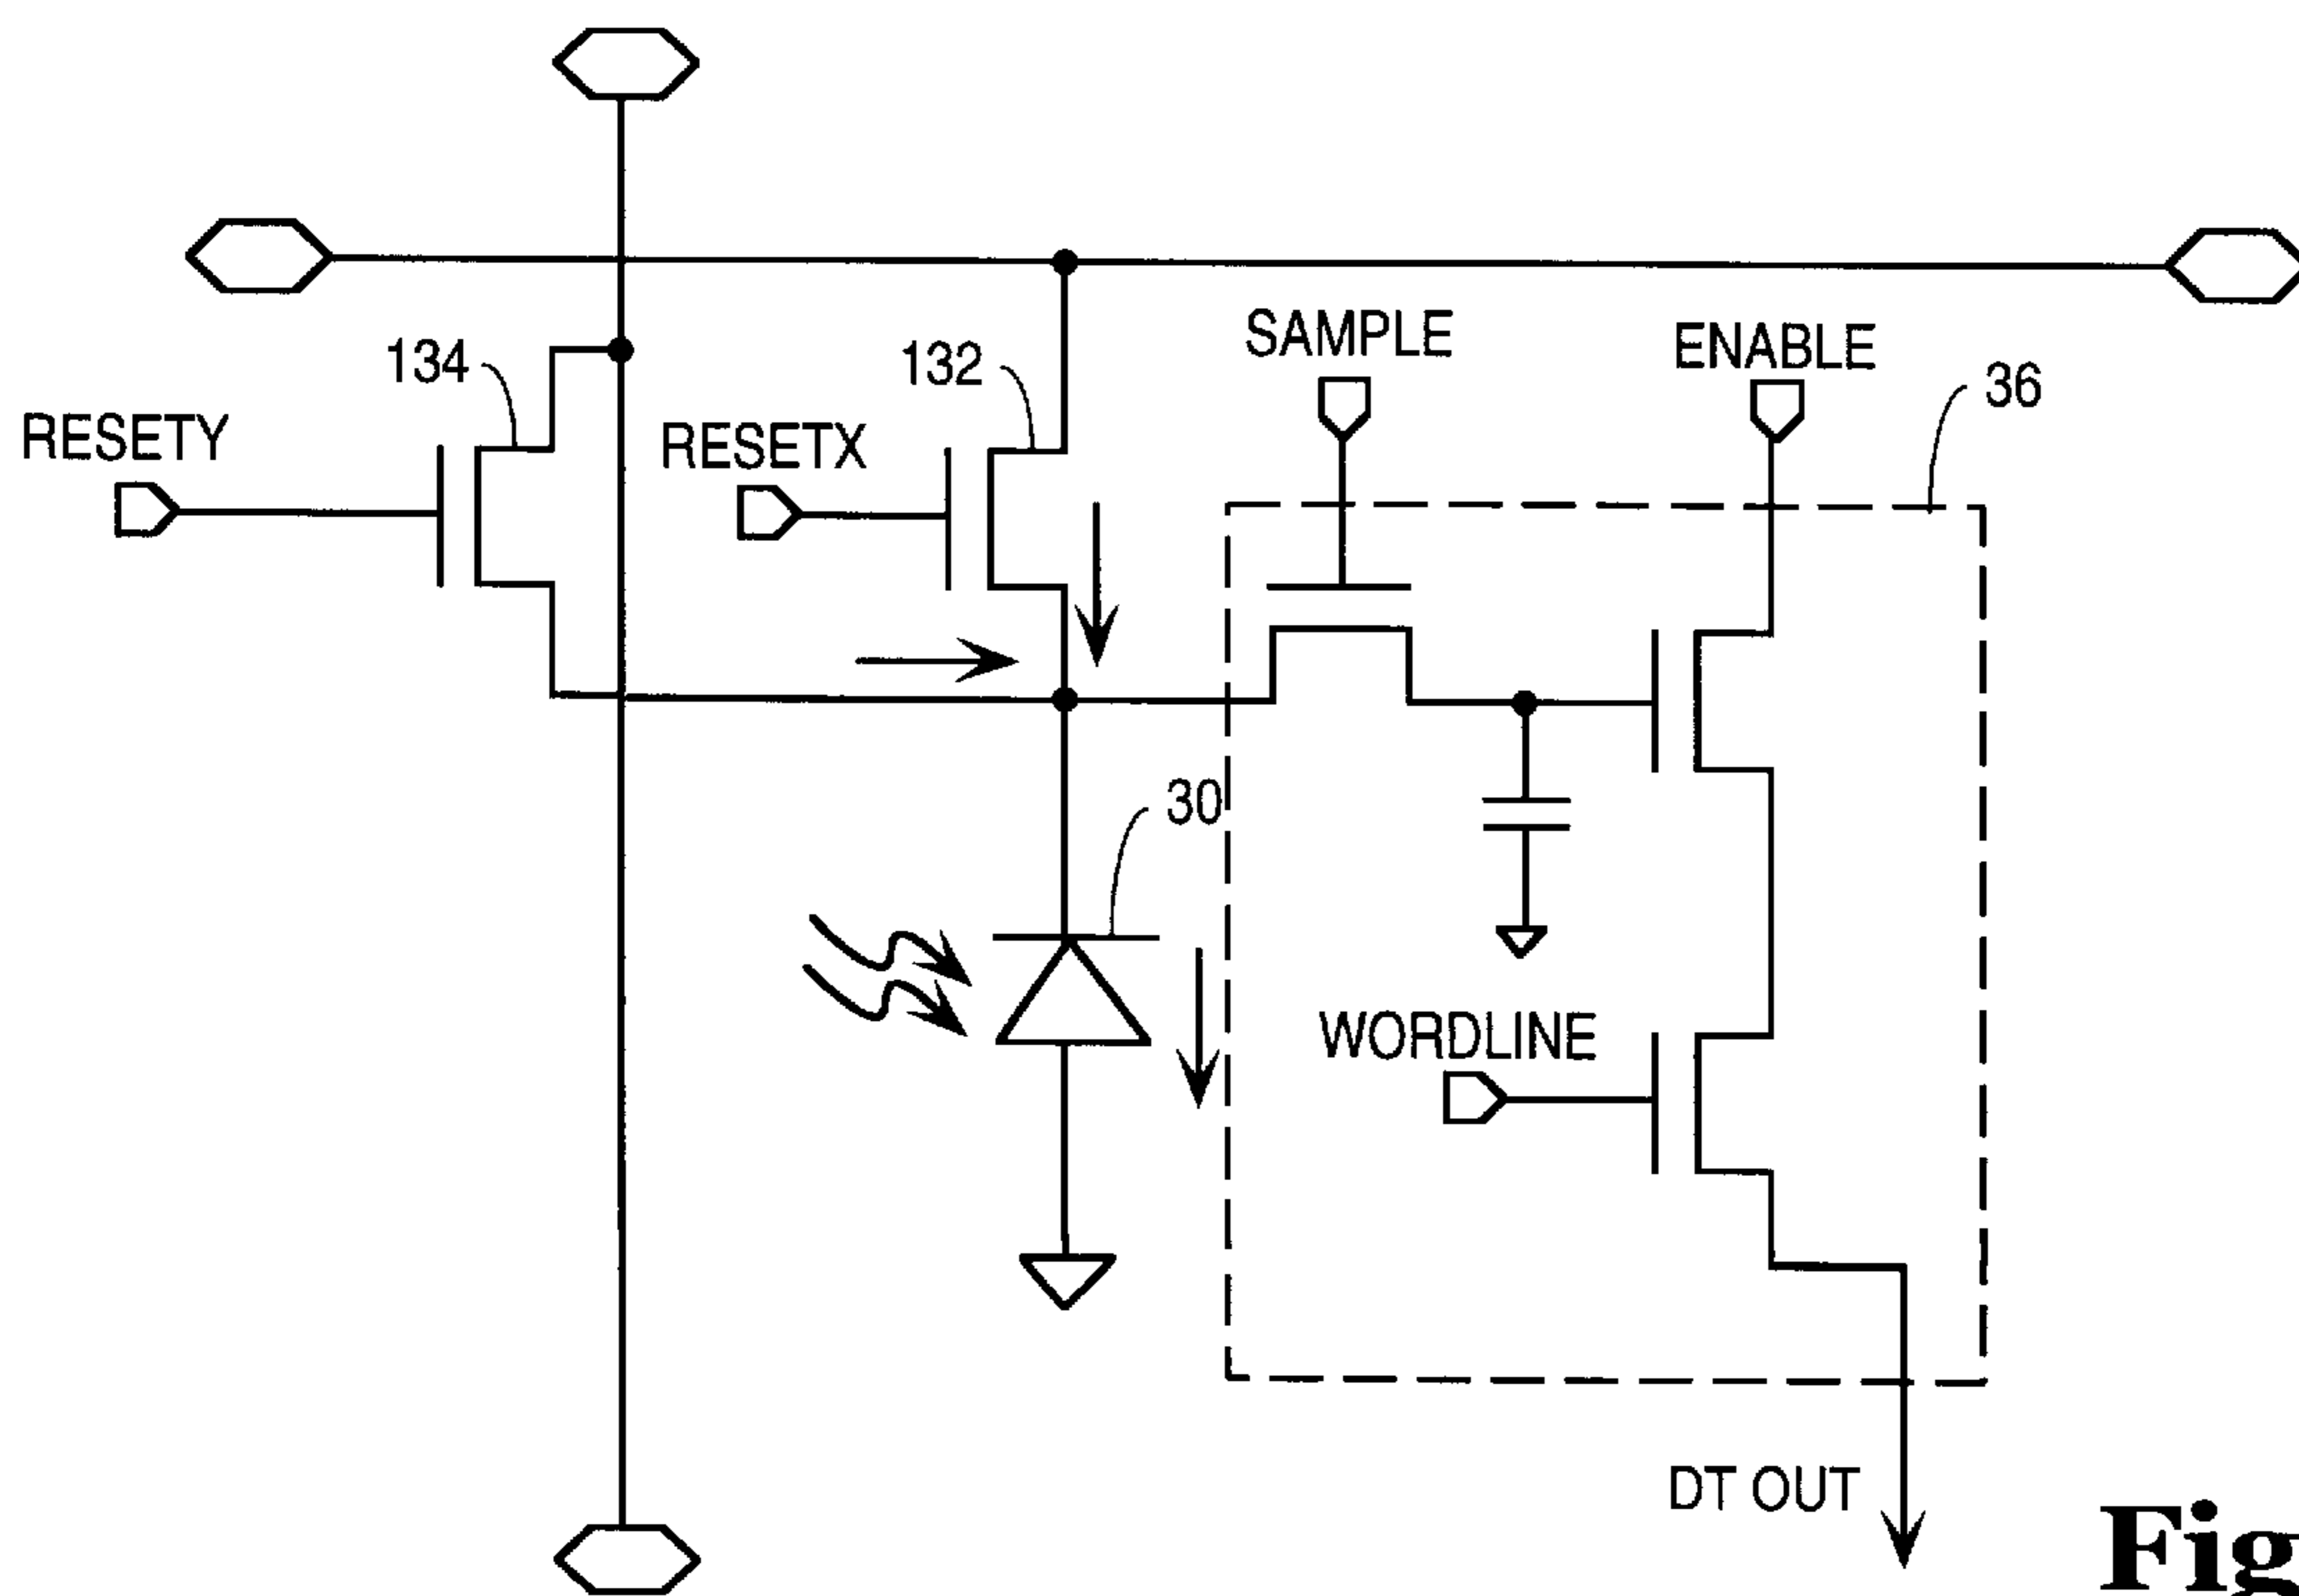 SAMPLE
ENABLE
134
132
36
RESETY
RESETX
30
WORDLINE
DT OUT
Fig